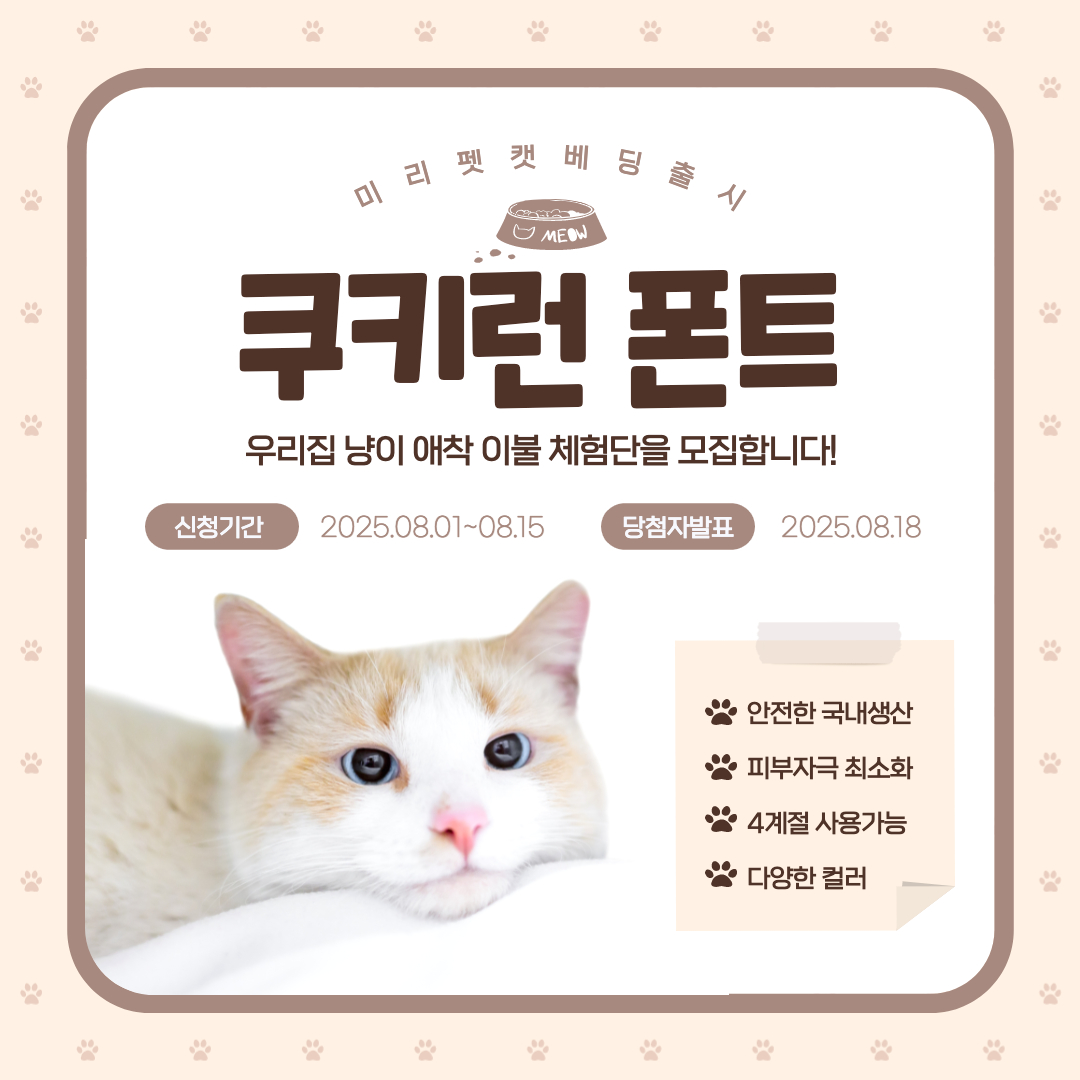 미리펫캣베딩출시
MEOW
쿠키런 폰트
우리집 냥이 애착 이불 체험단을 모집합니다!
신청기간 2025.08.01~08.15 당첨자발표 2025.08.18
안전한 국내생산
피부자극 최소화
4계절 사용가능
다양한 컬러